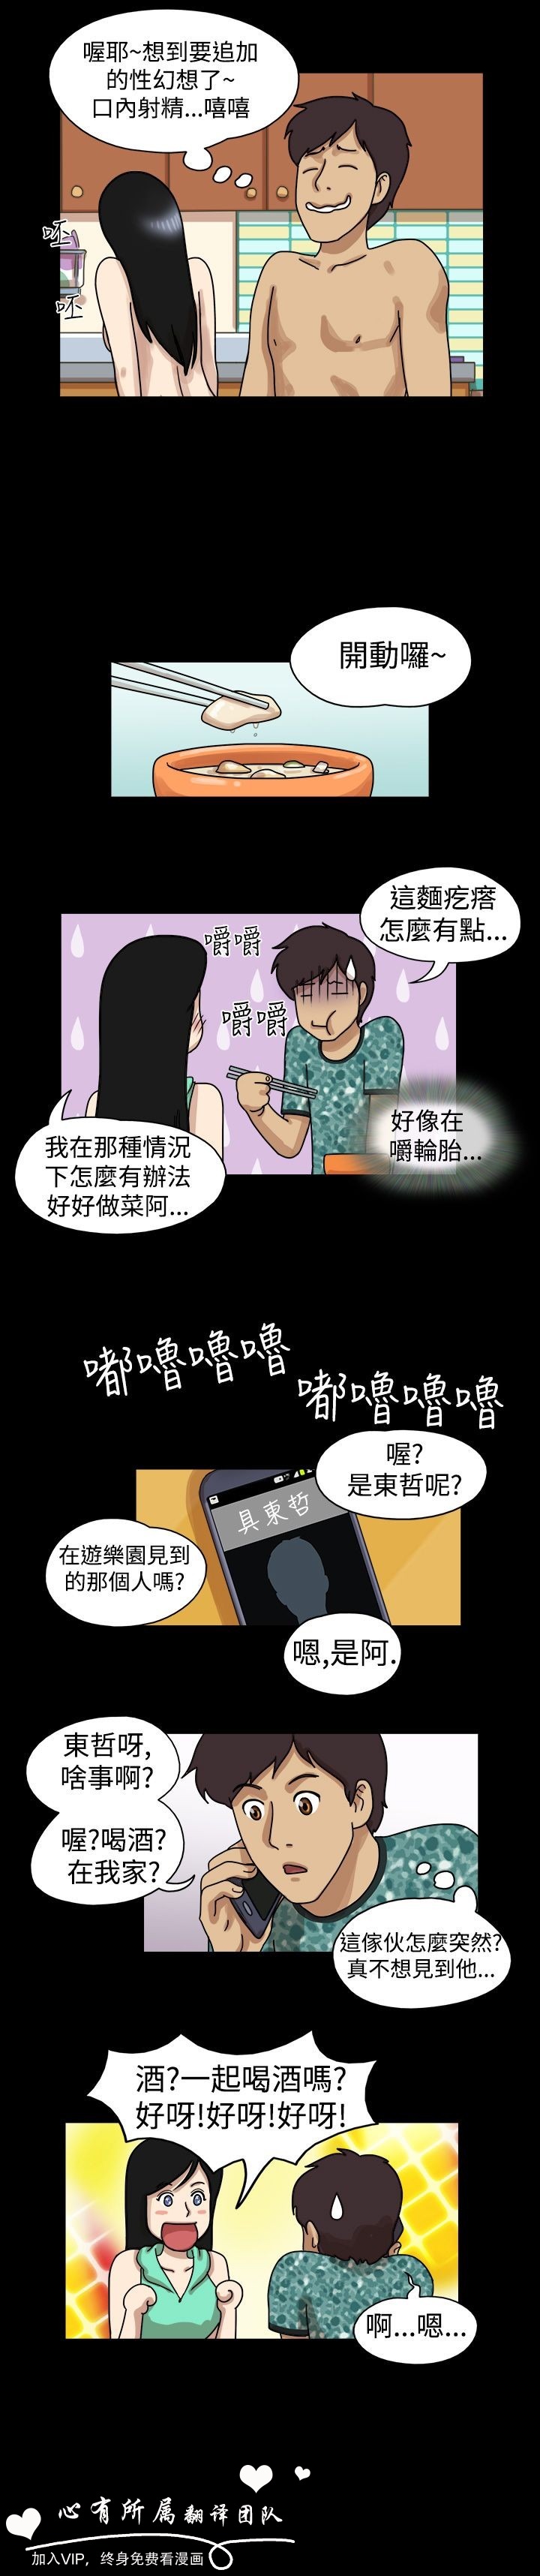 喔耶~想到要追加
的性幻想了~
口內射精...嘻嘻
呸
呸
開動囉~
這麵疙瘩
怎麼有點...
嚼嚼
嚼嚼
好像在
嚼輪胎...
我在那種情況
下怎麼有辦法
好好做菜阿...
嘟嚕嚕嚕
嘟嚕嚕嚕
喔?
是東哲呢?
具東哲
在遊樂園見到
的那個人嗎?
嗯,是阿.
東哲呀,
啥事啊?
喔?喝酒?
在我家?
這傢伙怎麼突然?
真不想見到他...
酒?一起喝酒嗎?
好呀!好呀!好呀!
啊...嗯...
心有所属翻译团队
加入VIP，终身免费看漫画